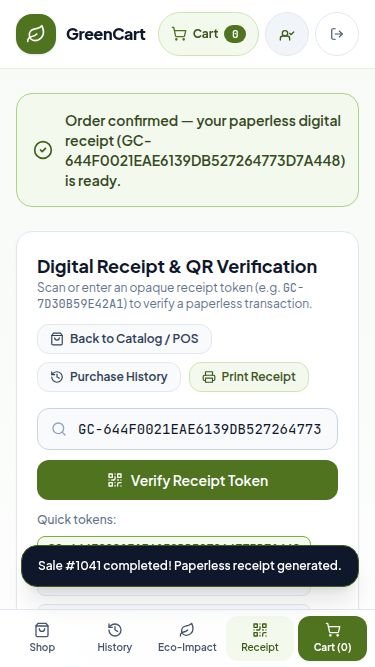 GreenCart
Cart 0
Order confirmed — your paperless digital
receipt (GC-
644F0021EAE6139DB527264773D7A448)
is ready.
Digital Receipt & QR Verification
Scan or enter an opaque receipt token (e.g. GC-
7D30B59E42A1) to verify a paperless transaction.
Back to Catalog / POS
Purchase History
Print Receipt
GC-644F0021EAE6139DB527264773
Verify Receipt Token
Quick tokens:
Sale #1041 completed! Paperless receipt generated.
Shop
History
Eco-Impact
Receipt
Cart (0)